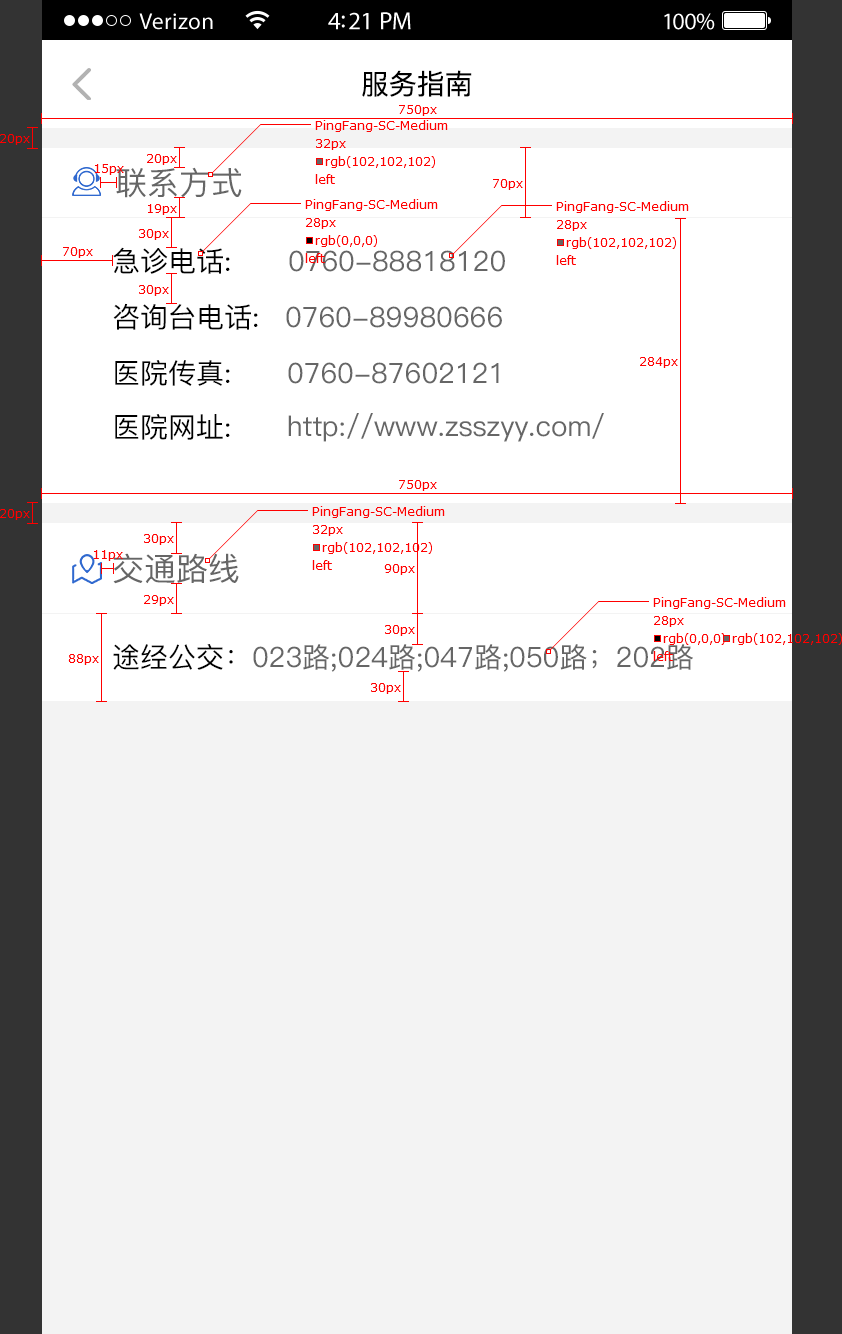 Verizon 4:21 PM 100%
服务指南
750px
20px
PingFang-SC-Medium
32px
rgb(102,102,102)
left
20px
15px
联系方式
70px
19px
PingFang-SC-Medium
28px
rgb(0,0,0)
left
PingFang-SC-Medium
28px
rgb(102,102,102)
left
30px
70px
急诊电话: 0760-88818120
30px
咨询台电话: 0760-89980666
284px
医院传真: 0760-87602121
医院网址: http://www.zsszyy.com/
750px
20px
PingFang-SC-Medium
32px
rgb(102,102,102)
left
30px
11px
交通路线
90px
29px
PingFang-SC-Medium
28px
rgb(0,0,0) rgb(102,102,102)
left
30px
88px
途经公交：023路;024路;047路;050路；202路
30px